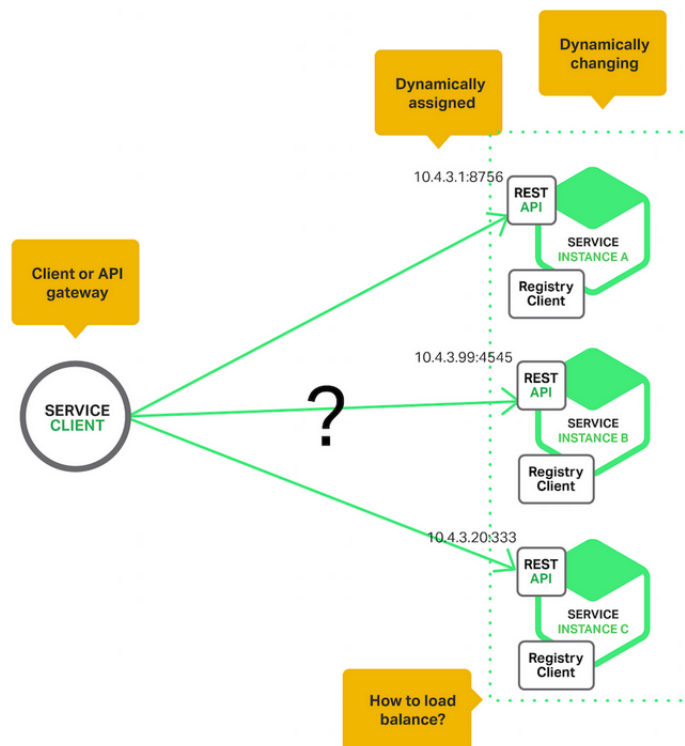 Dynamically
changing
Dynamically
assigned
10.4.3.1:8756
REST
API
SERVICE
INSTANCE A
Registry
Client
Client or API
gateway
SERVICE
CLIENT
?
10.4.3.99:4545
REST
API
SERVICE
INSTANCE B
Registry
Client
10.4.3.20:333
REST
API
SERVICE
INSTANCE C
Registry
Client
How to load
balance?